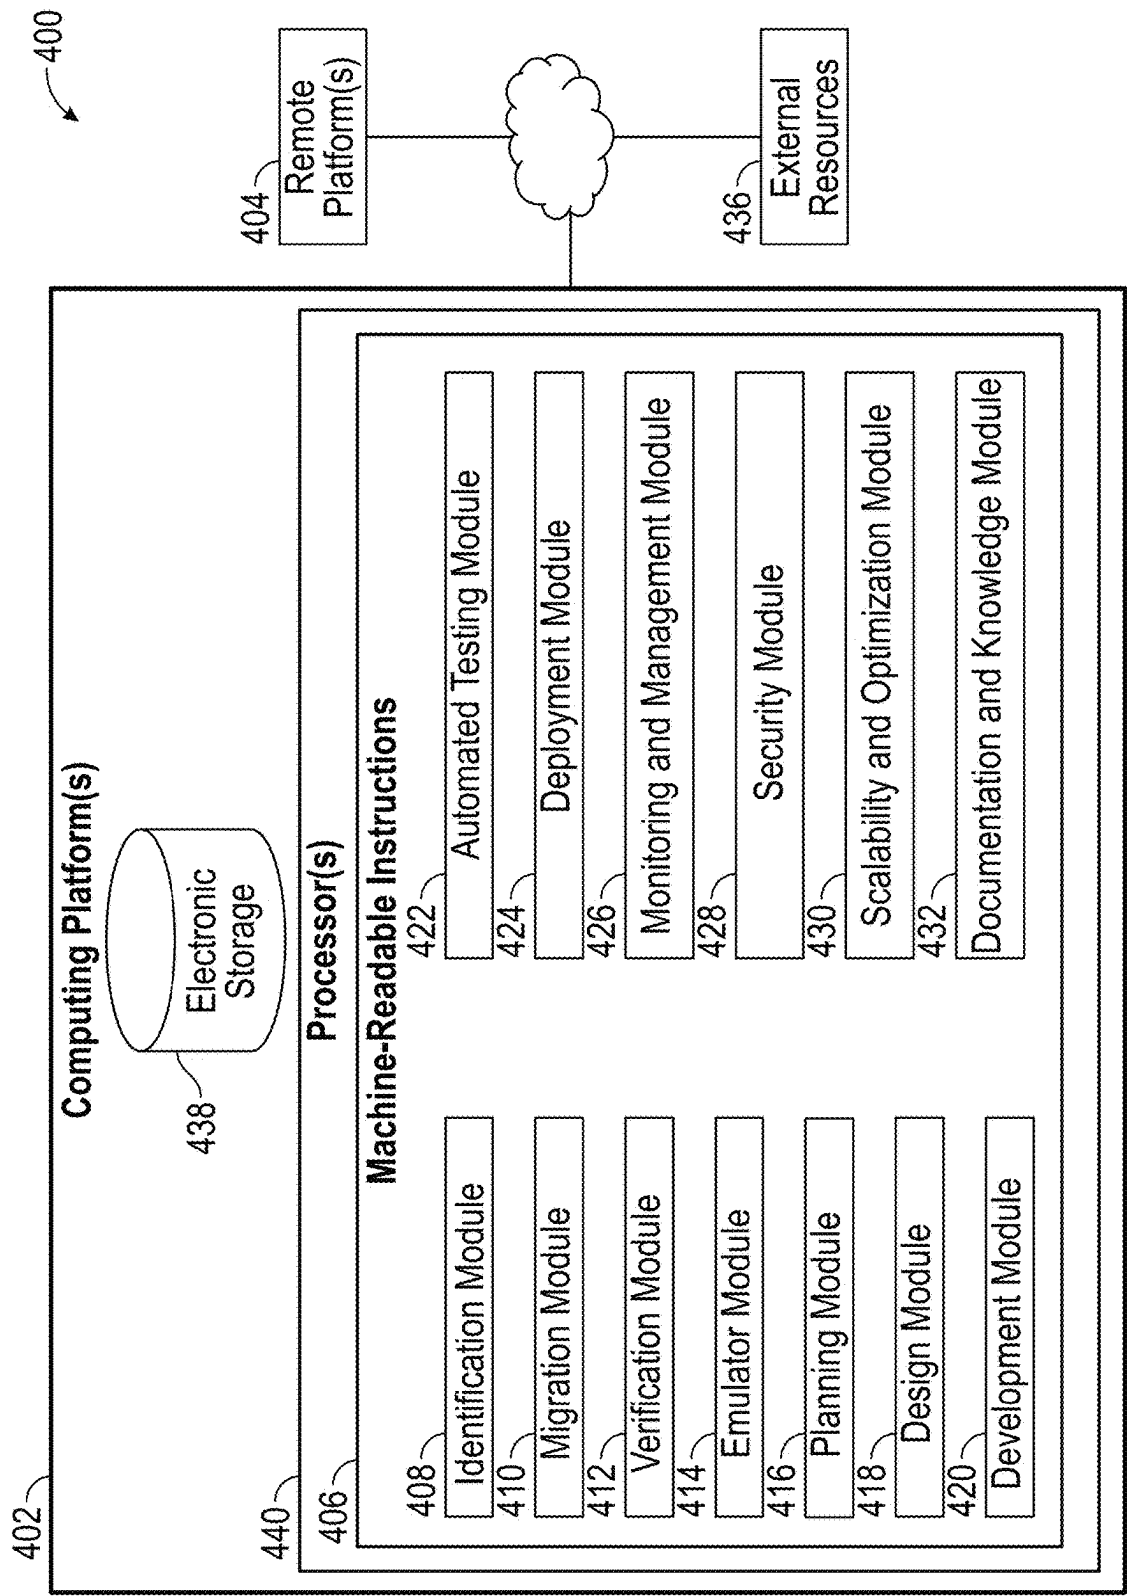 400
402
Computing Platform(s)
438
Electronic
Storage
440
Processor(s)
406
Machine-Readable Instructions
408
Identification Module
410
Migration Module
412
Verification Module
414
Emulator Module
416
Planning Module
418
Design Module
420
Development Module
422
Automated Testing Module
424
Deployment Module
426
Monitoring and Management Module
428
Security Module
430
Scalability and Optimization Module
432
Documentation and Knowledge Module
404
Remote
Platform(s)
436
External
Resources